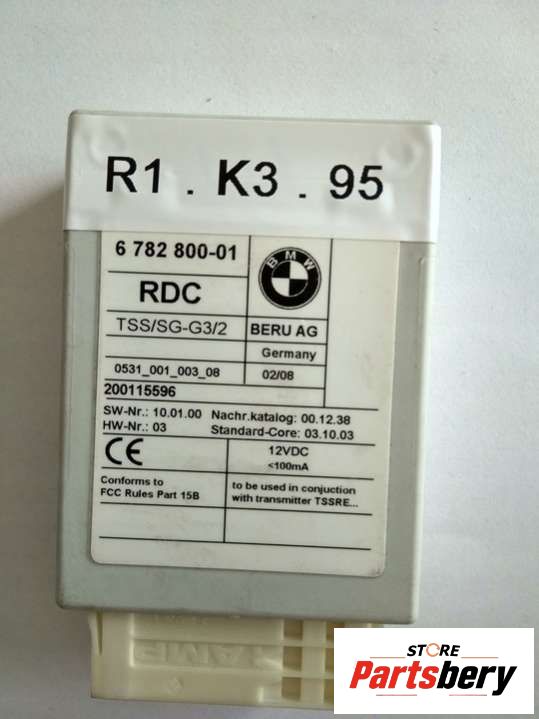 R1 . K3 . 95
6 782 800-01
BMW
RDC
TSS/SG-G3/2
BERU AG
Germany
0531_001_003_08
02/08
200115596
SW-Nr.: 10.01.00 Nachr.katalog: 00.12.38
HW-Nr.: 03 Standard-Core: 03.10.03
CE
12VDC
<100mA
Conforms to
FCC Rules Part 15B
to be used in conjuction
with transmitter TSSRE...
AMP
STORE
Partsbery